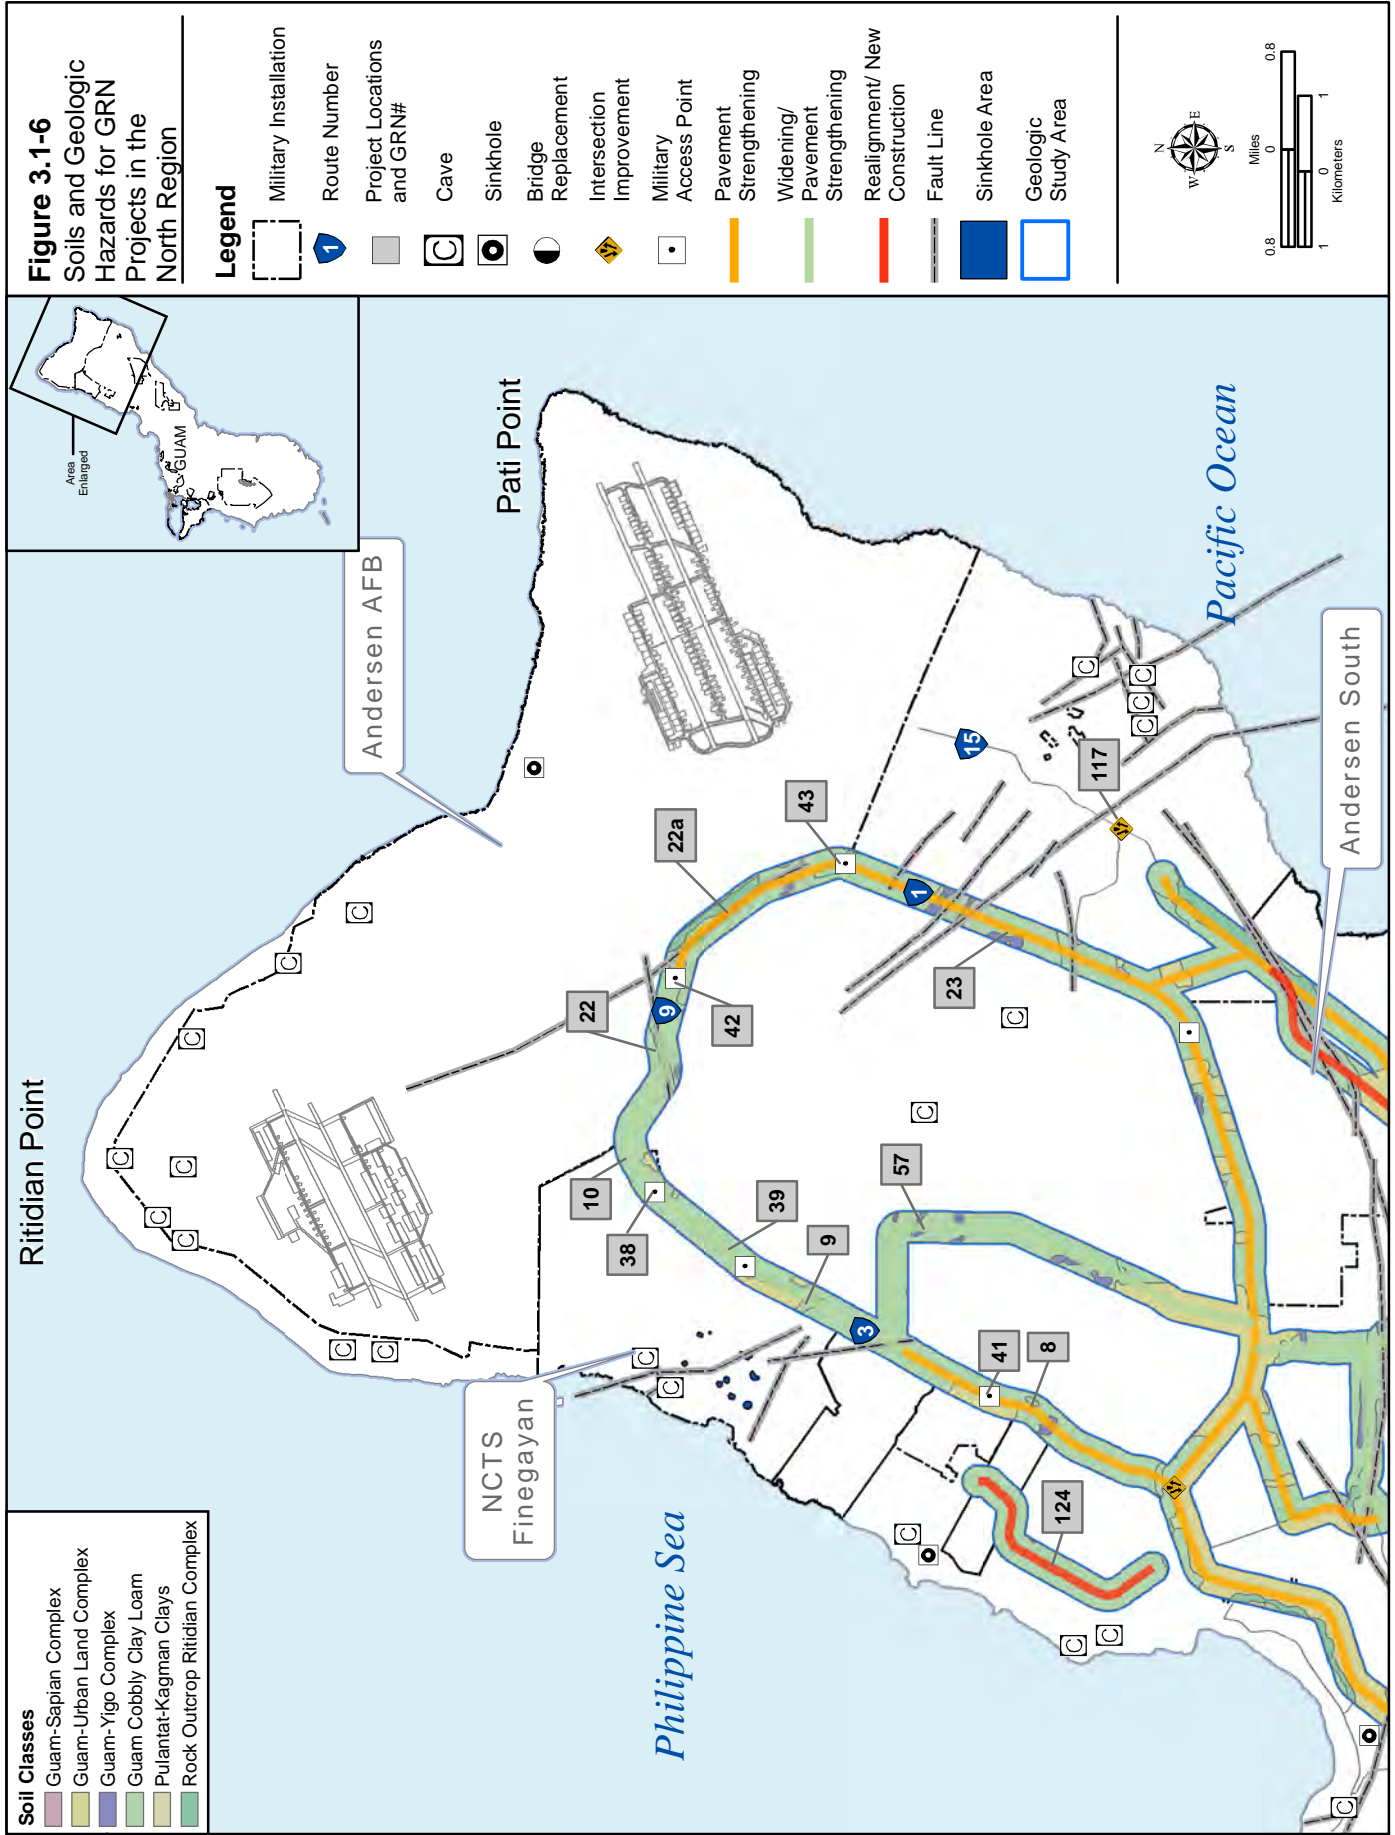 Figure 3.1-6
Soils and Geologic
Hazards for GRN
Projects in the
North Region
Legend
Military Installation
1
Route Number
Project Locations
and GRN#
C
Cave
Sinkhole
Bridge
Replacement
Intersection
Improvement
Military
Access Point
Pavement
Strengthening
Widening/
Pavement
Strengthening
Realignment/ New
Construction
Fault Line
Sinkhole Area
Geologic
Study Area
N
W
E
S
Miles
0.8
0
0.8
1
0
1
Kilometers
Area
Enlarged
GUAM
Soil Classes
Guam-Sapian Complex
Guam-Urban Land Complex
Guam-Yigo Complex
Guam Cobbly Clay Loam
Pulantat-Kagman Clays
Rock Outcrop Ritidian Complex
Ritidian Point
Andersen AFB
Pati Point
NCTS
Finegayan
Philippine Sea
Pacific Ocean
Andersen South
C
C
C
C
C
C
C
C
C
C
C
C
22
22a
10
9
42
43
38
39
9
3
57
1
23
15
117
C
C
C
C
C
C
41
8
124
C
C
C
C